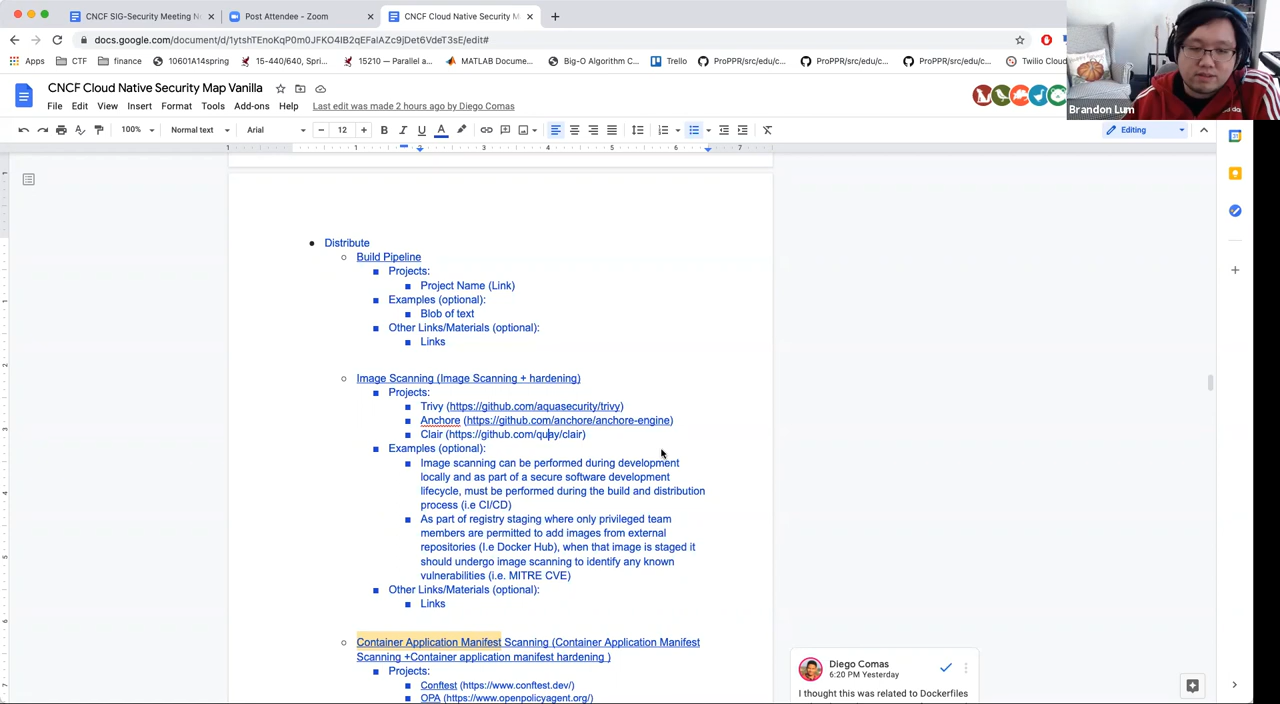 CNCF SIG-Security Meeting N
Post Attendee - Zoom
CNCF Cloud Native Security M
docs.google.com/document/d/1ytshTEnoKqP0m0JFKO4IB2qEFalAZc9jDet6VdeT3sE/edit#
Apps CTF finance 10601A14spring 15-440/640, Spri... 15210 — Parallel a... MATLAB Docume... Big-O Algorithm C... Trello ProPPR/src/edu/c... ProPPR/src/edu/c... ProPPR/src/edu/c... Twilio Cloud
Brandon Lum
CNCF Cloud Native Security Map Vanilla
File Edit View Insert Format Tools Add-ons Help Last edit was made 2 hours ago by Diego Comas
100% Normal text Arial 12 B I U A Editing
1 1 2 3 4 5 6 7
Distribute
Build Pipeline
Projects:
Project Name (Link)
Examples (optional):
Blob of text
Other Links/Materials (optional):
Links
Image Scanning (Image Scanning + hardening)
Projects:
Trivy (https://github.com/aquasecurity/trivy)
Anchore (https://github.com/anchore/anchore-engine)
Clair (https://github.com/quay/clair)
Examples (optional):
Image scanning can be performed during development
locally and as part of a secure software development
lifecycle, must be performed during the build and distribution
process (i.e CI/CD)
As part of registry staging where only privileged team
members are permitted to add images from external
repositories (I.e Docker Hub), when that image is staged it
should undergo image scanning to identify any known
vulnerabilities (i.e. MITRE CVE)
Other Links/Materials (optional):
Links
Container Application Manifest Scanning (Container Application Manifest
Scanning +Container application manifest hardening )
Projects:
Conftest (https://www.conftest.dev/)
OPA (https://www.openpolicyagent.org/)
Diego Comas
6:20 PM Yesterday
I thought this was related to Dockerfiles